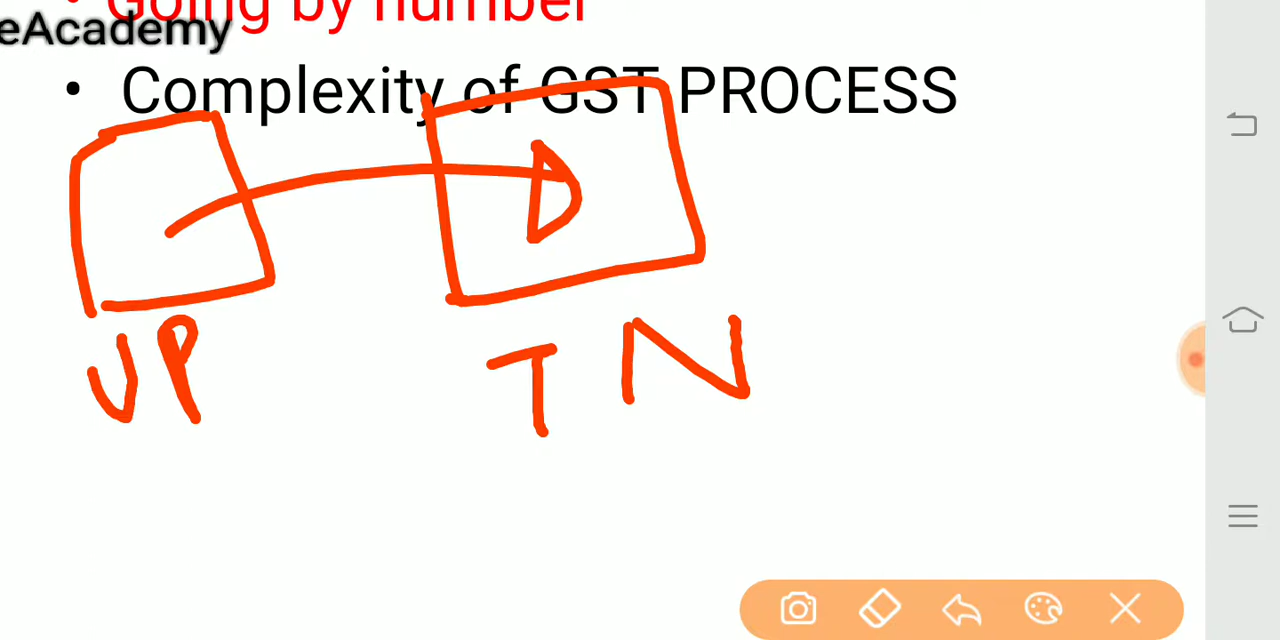 • Going by number
eAcademy
• Complexity of GST PROCESS
UP
TN